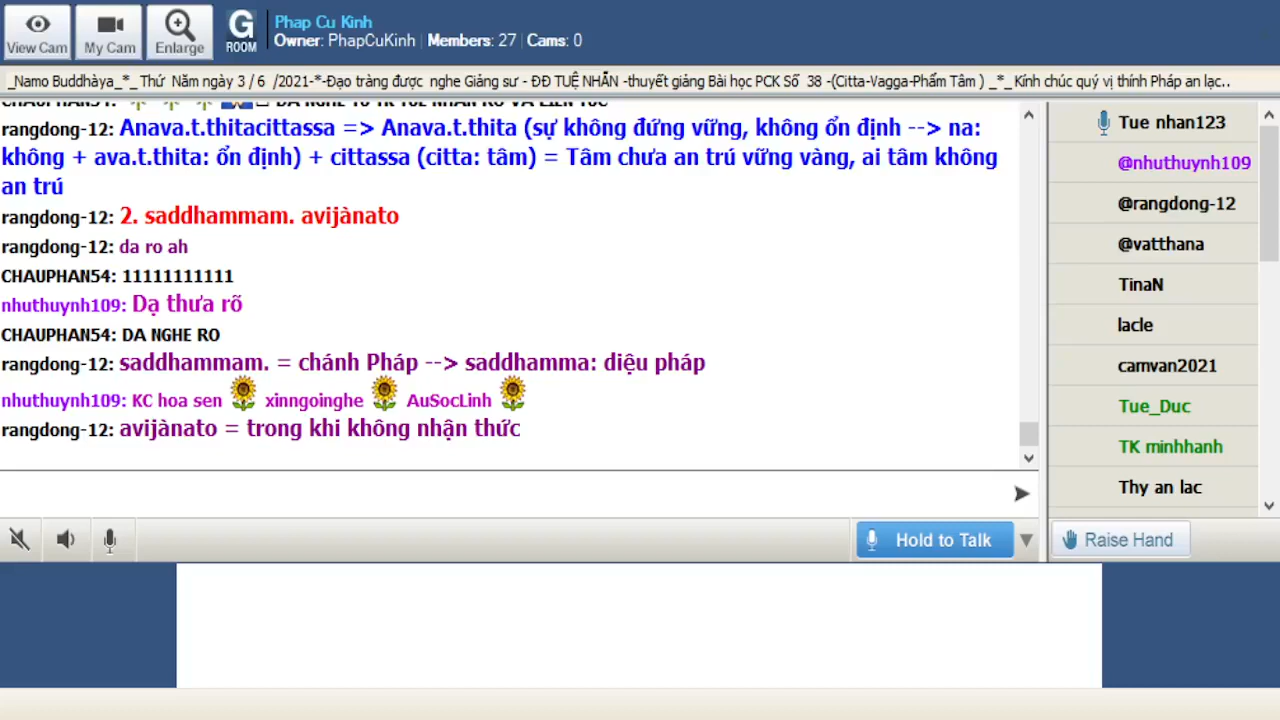 View Cam
My Cam
Enlarge
G
ROOM
Phap Cu Kinh
Owner: PhapCuKinh | Members: 27 | Cams: 0
_Namo Buddhàya_*_Thứ Năm ngày 3 / 6 /2021-*-Đạo tràng được nghe Giảng sư - ĐĐ TUỆ NHẪN -thuyết giảng Bài học PCK Số 38 -(Citta-Vagga-Phẩm Tâm ) _*_Kính chúc quý vị thính Pháp an lạc..
rangdong-12: Anava.t.thitacittassa => Anava.t.thita (sự không đứng vững, không ổn định --> na:
không + ava.t.thita: ổn định) + cittassa (citta: tâm) = Tâm chưa an trú vững vàng, ai tâm không
an trú
rangdong-12: 2. saddhammam. avijànato
rangdong-12: da ro ah
CHAUPHAN54: 11111111111
nhuthuynh109: Dạ thưa rõ
CHAUPHAN54: DA NGHE RO
rangdong-12: saddhammam. = chánh Pháp --> saddhamma: diệu pháp
nhuthuynh109: KC hoa sen xinngoinghe AuSocLinh
rangdong-12: avijànato = trong khi không nhận thức
Tue nhan123
@nhuthuynh109
@rangdong-12
@vatthana
TinaN
lacle
camvan2021
Tue_Duc
TK minhhanh
Thy an lac
Hold to Talk
Raise Hand